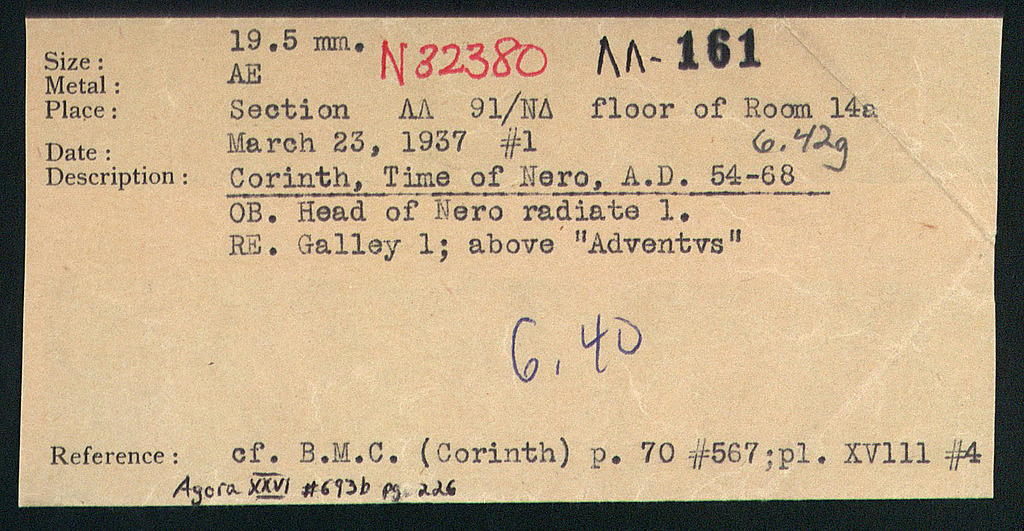 Size: 19.5 mm. N32380 ΛΛ-161
Metal: AE
Place: Section ΛΛ 91/ΝΔ floor of Room 14a
Date: March 23, 1937 #1 6.42g
Description: Corinth, Time of Nero, A.D. 54-68
OB. Head of Nero radiate l.
RE. Galley l; above "Adventvs"
6.40
Reference: cf. B.M.C. (Corinth) p. 70 #567;pl. XVlll #4
Agora XXVI #693b pg. 226